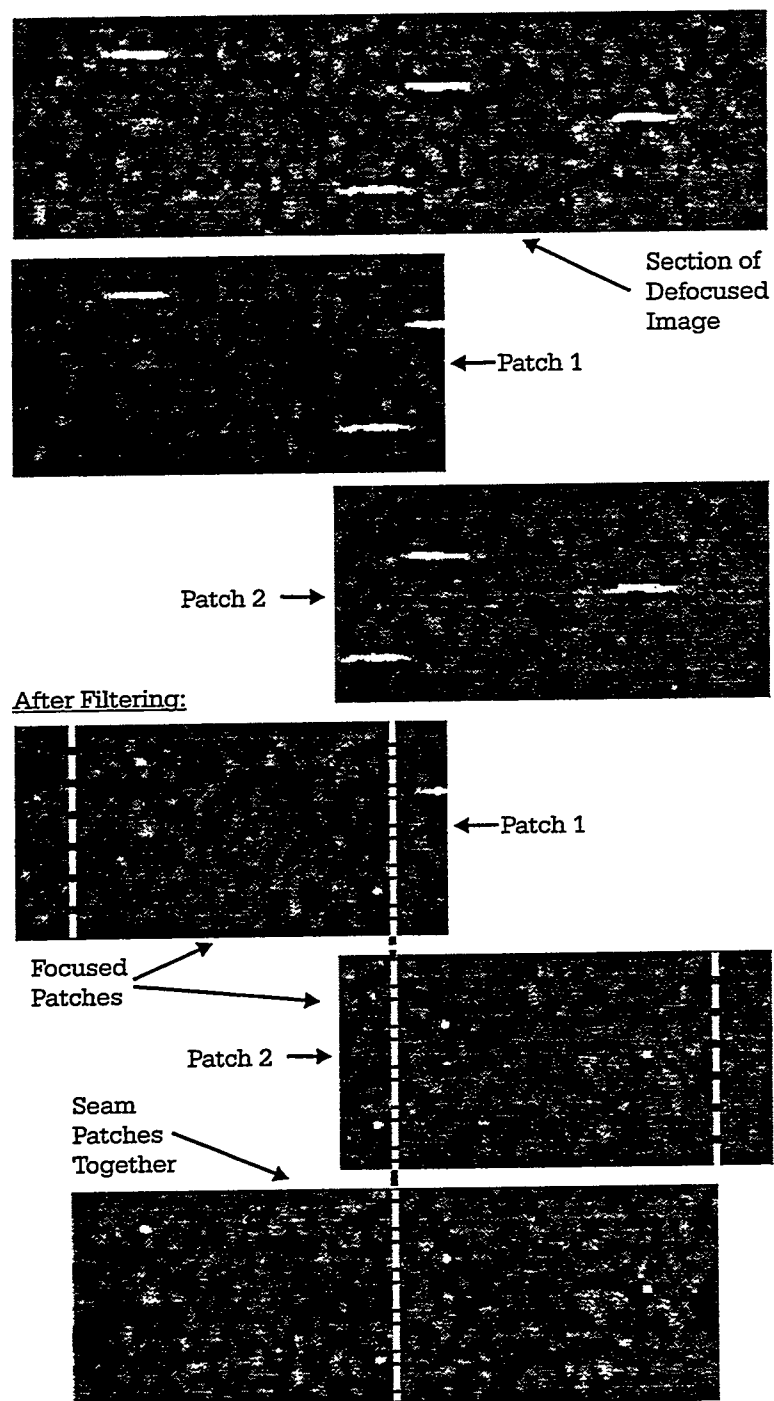 Section of
Defocused
Image
Patch 1
Patch 2
After Filtering:
Patch 1
Focused
Patches
Patch 2
Seam
Patches
Together